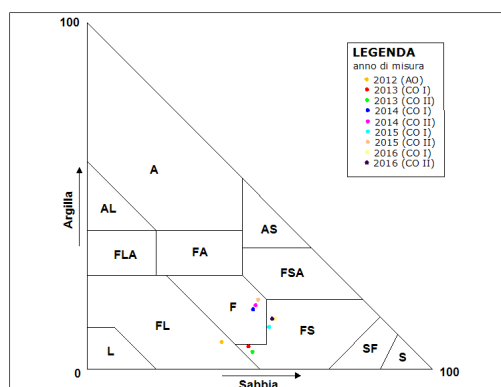 100
LEGENDA
anno di misura
2012 (AO)
2013 (CO I)
2013 (CO II)
2014 (CO I)
2014 (CO II)
2015 (CO I)
2015 (CO II)
2016 (CO I)
2016 (CO II)
A
Argilla
AL
AS
FLA
FA
FSA
F
FL
FS
L
SF
S
0
Sabbia
100